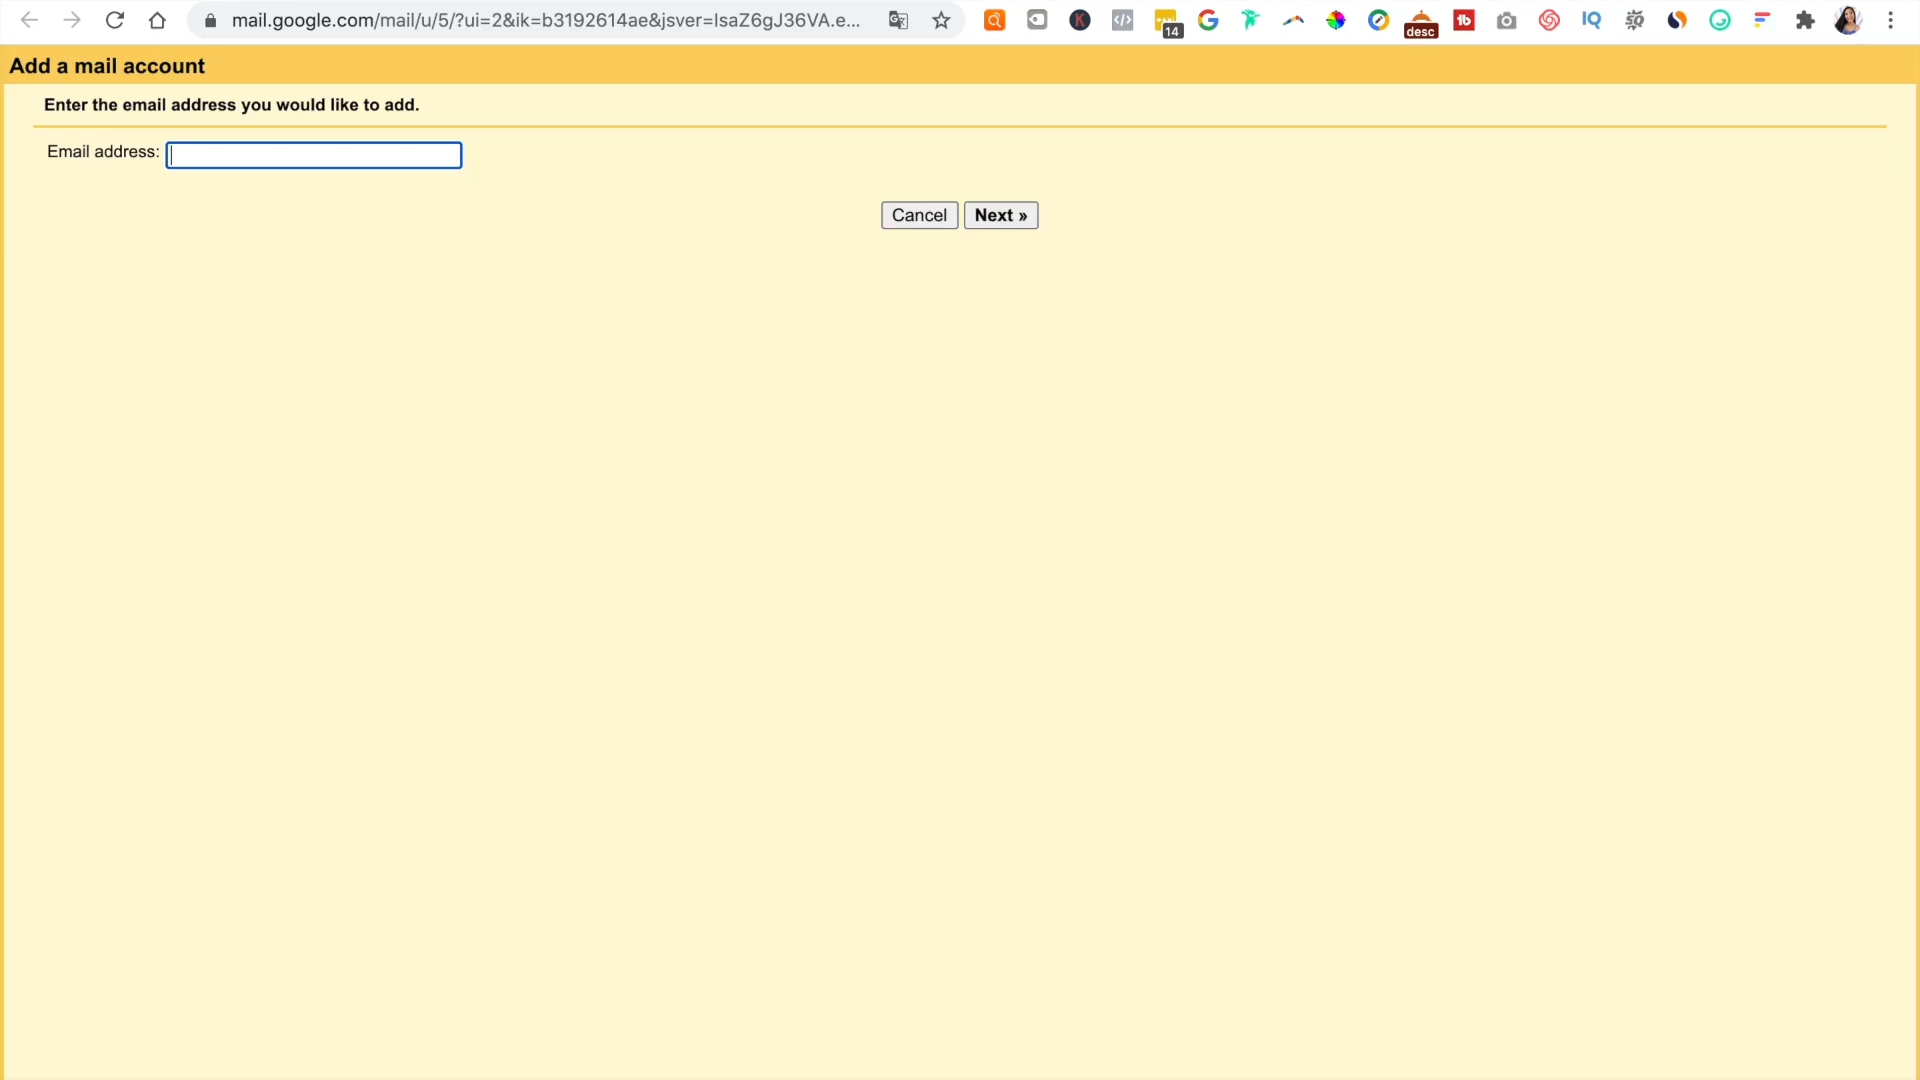 mail.google.com/mail/u/5/?ui=2&ik=b3192614ae&jsver=IsaZ6gJ36VA.e...
14
desc
Add a mail account
Enter the email address you would like to add.
Email address:
Cancel Next »